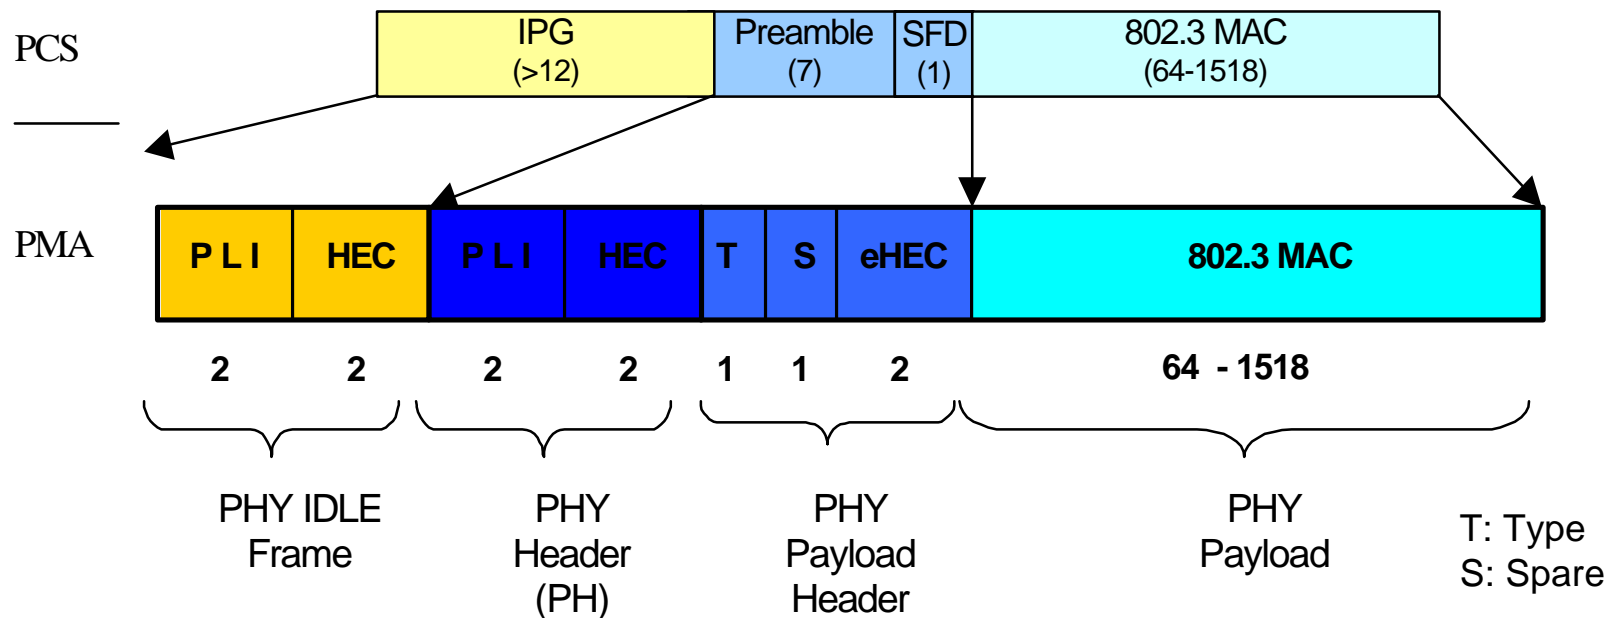 PCS
IPG
(>12)
Preamble
(7)
SFD
(1)
802.3 MAC
(64-1518)
PMA
P L I
HEC
P L I
HEC
T
S
eHEC
802.3 MAC
2
2
2
2
1
1
2
64 - 1518
PHY IDLE
Frame
PHY
Header
(PH)
PHY
Payload
Header
PHY
Payload
T: Type
S: Spare